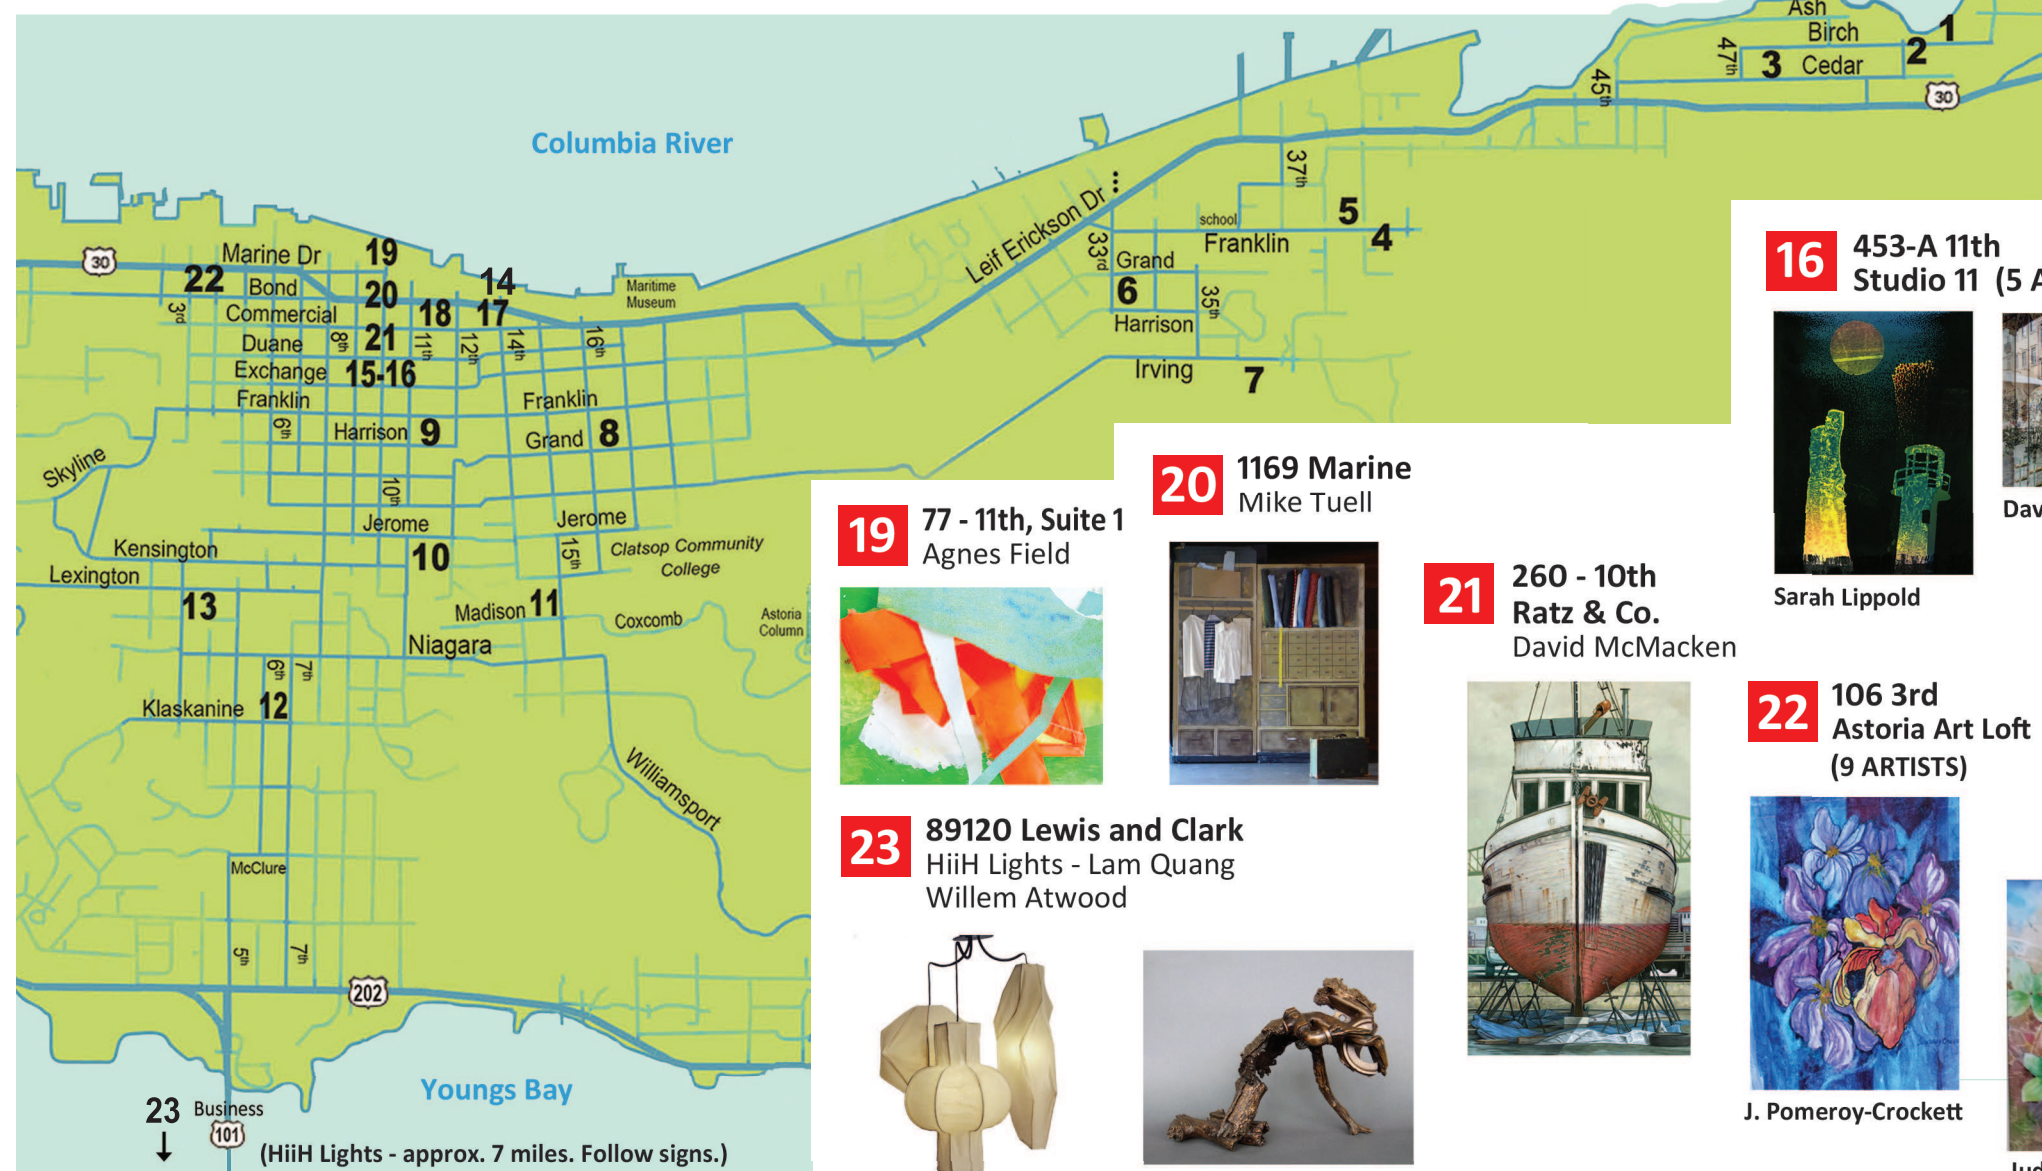 Ash
Birch
1
47th
3
Cedar
2
45th
30
Columbia River
37th
Leif Erickson Dr
school
5
Franklin
4
33rd
Grand
6
35th
Harrison
Irving
7
30
Marine Dr
19
22
Bond
20
14
Maritime
Museum
3rd
Commercial
18
17
Duane
8th
21
11th
12th
14th
16th
Exchange
15-16
Franklin
Franklin
6th
Harrison
9
Grand
8
Skyline
10th
Jerome
Jerome
Kensington
10
15th
Clatsop Community
College
Lexington
13
Madison
11
Coxcomb
Astoria
Column
Niagara
6th
7th
Klaskanine
12
Williamsport
McClure
5th
7th
202
Youngs Bay
23
Business
101
(HiiH Lights - approx. 7 miles. Follow signs.)
16
453-A 11th
Studio 11 (5 A
Sarah Lippold
Dav
19
77 - 11th, Suite 1
Agnes Field
20
1169 Marine
Mike Tuell
21
260 - 10th
Ratz & Co.
David McMacken
22
106 3rd
Astoria Art Loft
(9 ARTISTS)
J. Pomeroy-Crockett
23
89120 Lewis and Clark
HiiH Lights - Lam Quang
Willem Atwood